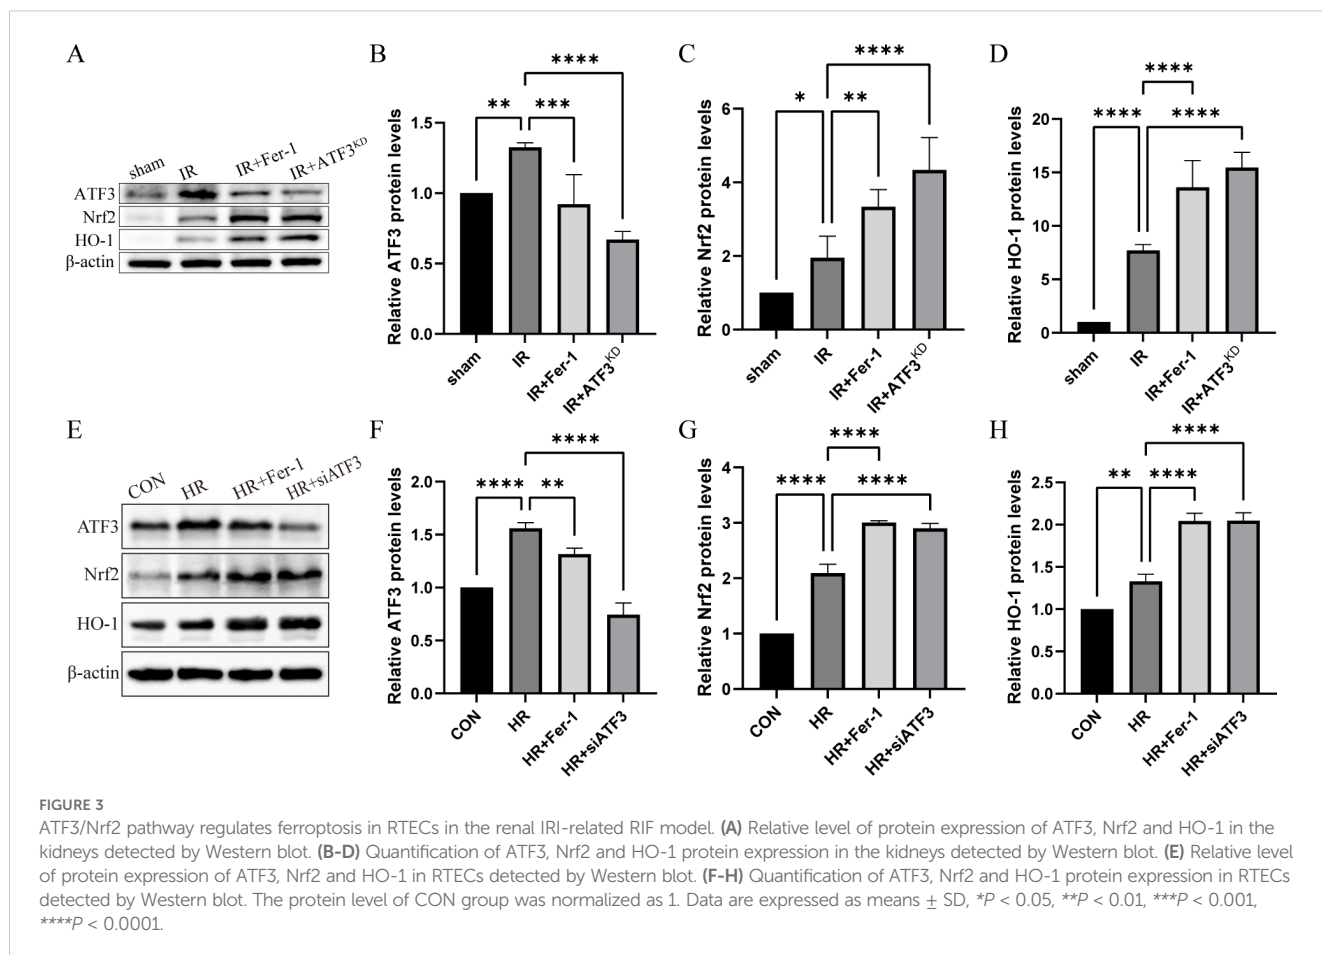 A
sham IR IR+Fer-1 IR+ATF3KD
ATF3
Nrf2
HO-1
β-actin
B
****
** ***
Relative ATF3 protein levels
1.5
1.0
0.5
0.0
sham IR IR+Fer-1 IR+ATF3KD
C
****
* **
Relative Nrf2 protein levels
6
4
2
0
sham IR IR+Fer-1 IR+ATF3KD
D
****
**** ****
Relative HO-1 protein levels
20
15
10
5
0
sham IR IR+Fer-1 IR+ATF3KD
E
CON HR HR+Fer-1 HR+siATF3
ATF3
Nrf2
HO-1
β-actin
F
****
**** **
Relative ATF3 protein levels
2.0
1.5
1.0
0.5
0.0
CON HR HR+Fer-1 HR+siATF3
G
****
**** ****
Relative Nrf2 protein levels
4
3
2
1
0
CON HR HR+Fer-1 HR+siATF3
H
****
** ****
Relative HO-1 protein levels
2.5
2.0
1.5
1.0
0.5
0.0
CON HR HR+Fer-1 HR+siATF3
FIGURE 3
ATF3/Nrf2 pathway regulates ferroptosis in RTECs in the renal IRI-related RIF model. (A) Relative level of protein expression of ATF3, Nrf2 and HO-1 in the
kidneys detected by Western blot. (B-D) Quantification of ATF3, Nrf2 and HO-1 protein expression in the kidneys detected by Western blot. (E) Relative level
of protein expression of ATF3, Nrf2 and HO-1 in RTECs detected by Western blot. (F-H) Quantification of ATF3, Nrf2 and HO-1 protein expression in RTECs
detected by Western blot. The protein level of CON group was normalized as 1. Data are expressed as means ± SD, *P < 0.05, **P < 0.01, ***P < 0.001,
****P < 0.0001.